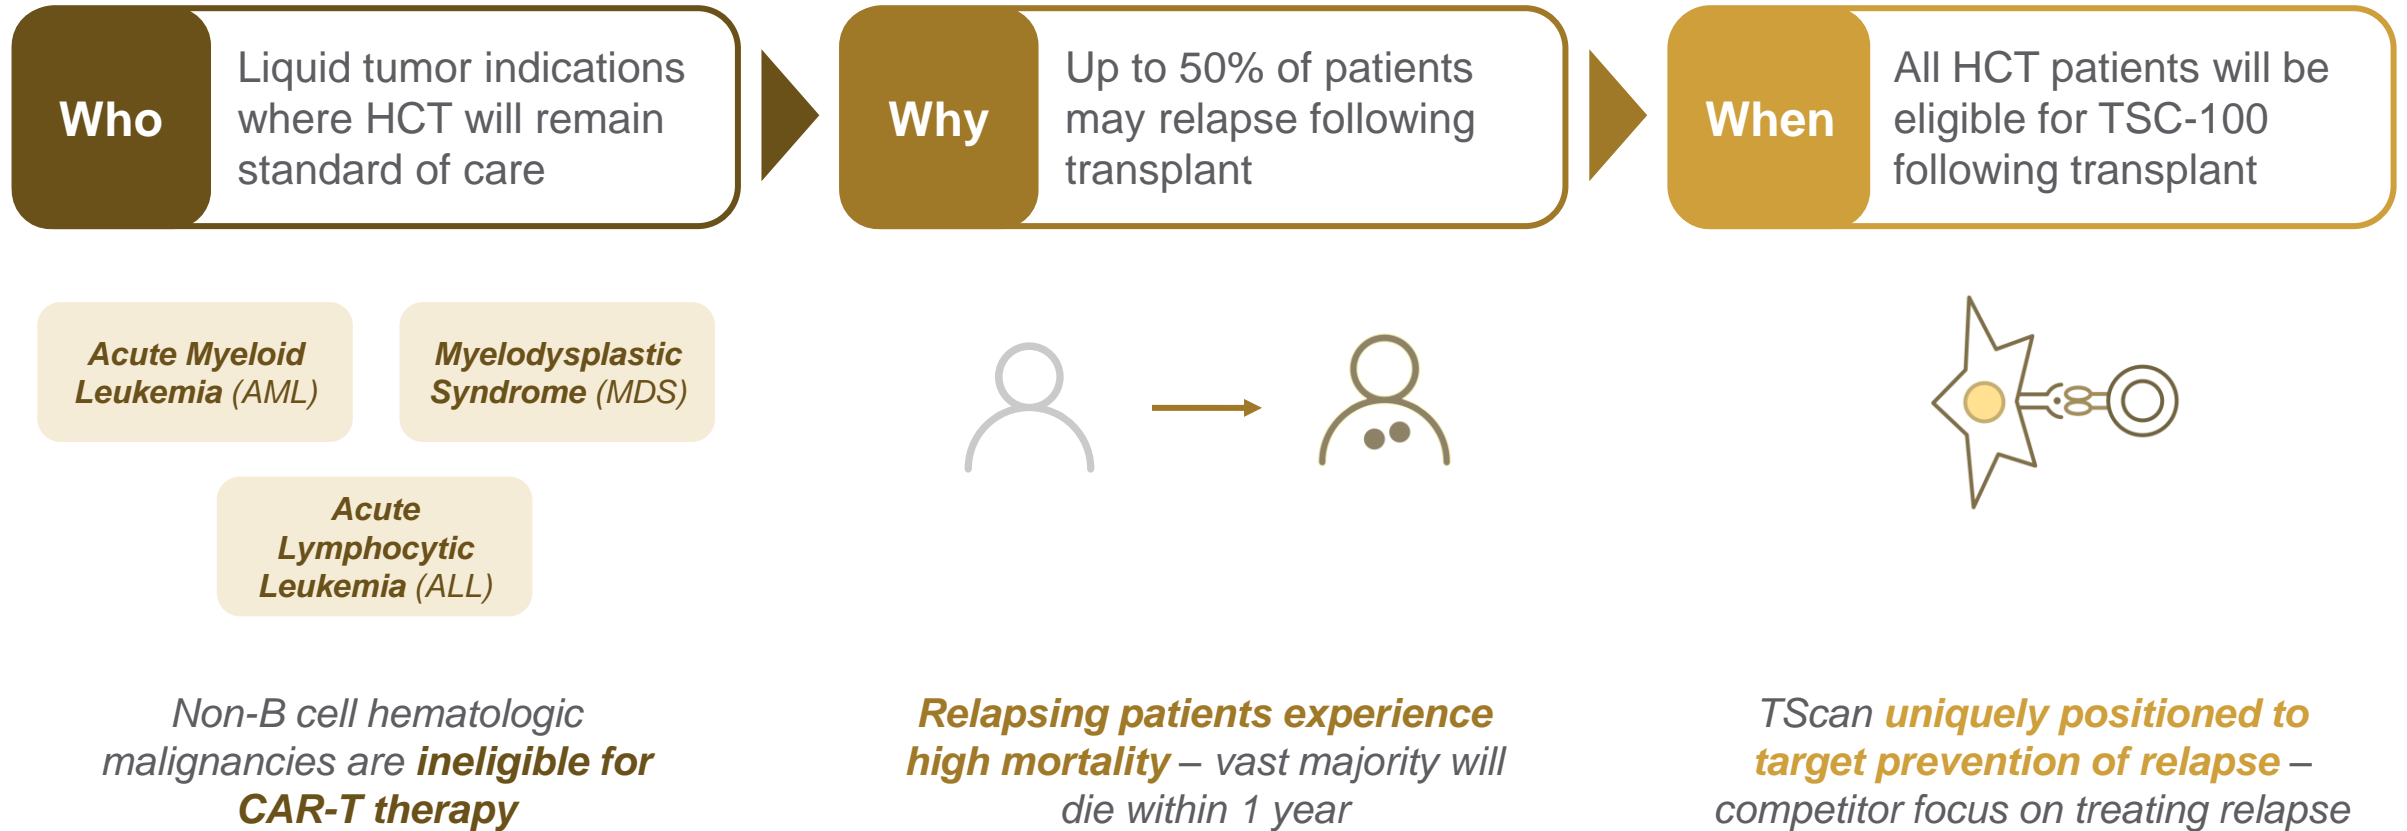 Who
Liquid tumor indications
where HCT will remain
standard of care
Why
Up to 50% of patients
may relapse following
transplant
When
All HCT patients will be
eligible for TSC-100
following transplant
Acute Myeloid
Leukemia (AML)
Myelodysplastic
Syndrome (MDS)
Acute
Lymphocytic
Leukemia (ALL)
Non-B cell hematologic
malignancies are ineligible for
CAR-T therapy
Relapsing patients experience
high mortality – vast majority will
die within 1 year
TScan uniquely positioned to
target prevention of relapse –
competitor focus on treating relapse